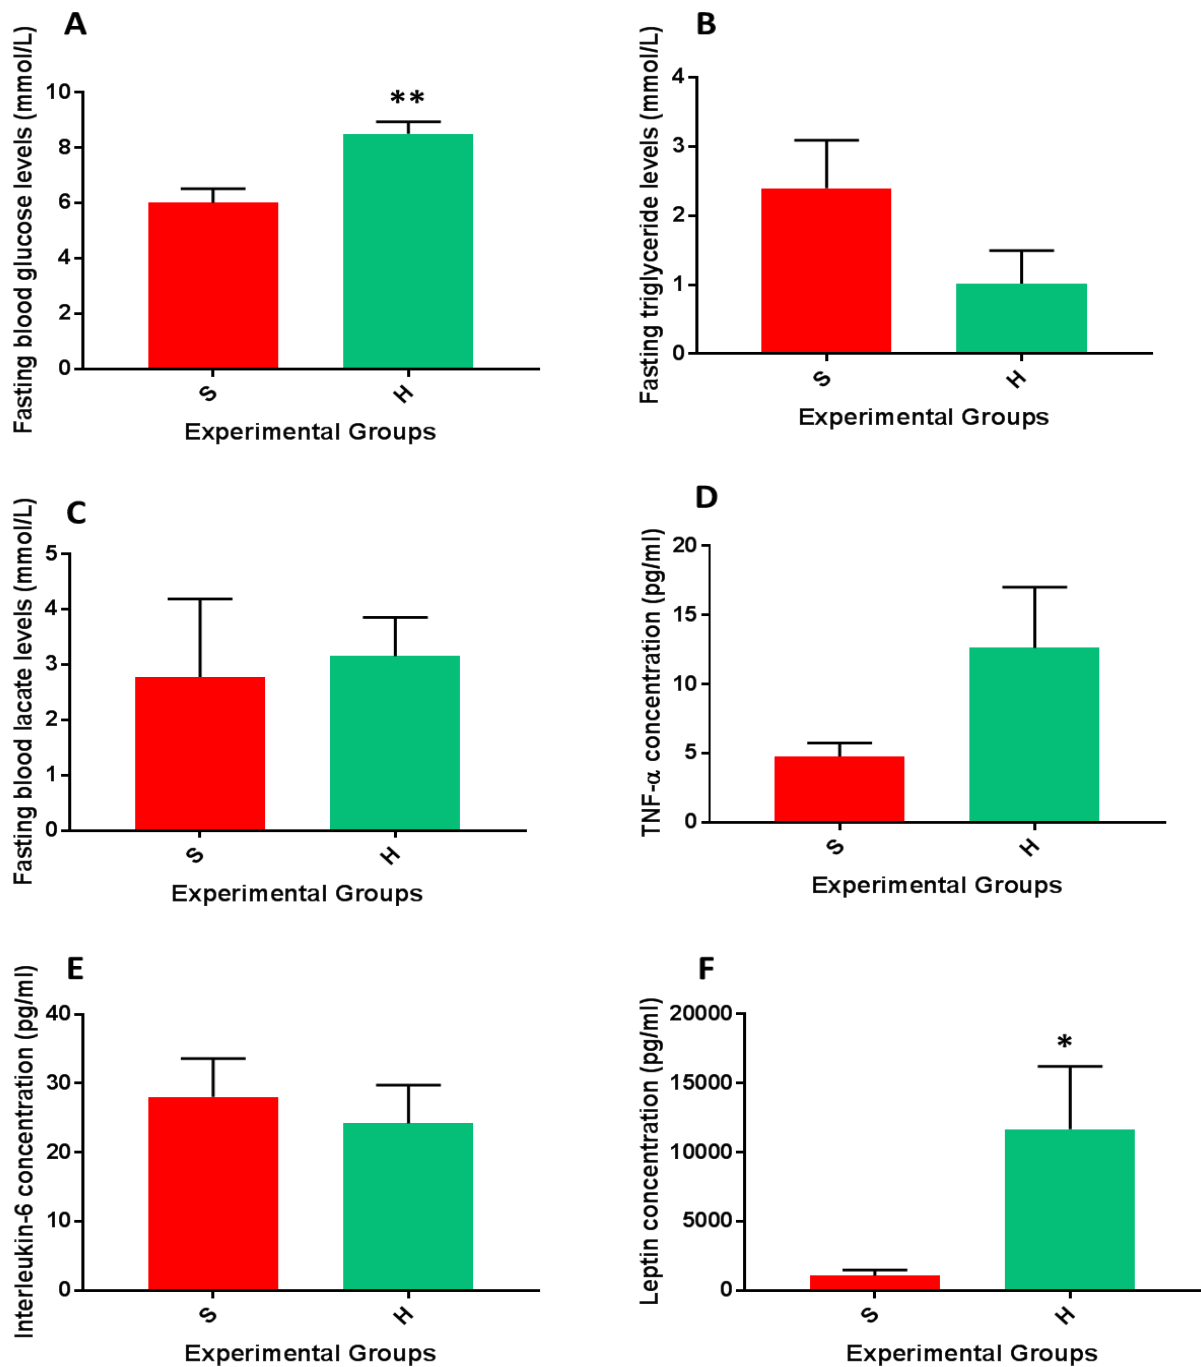 A
Fasting blood glucose levels (mmol/L)
10
8
6
4
2
0
**
S
H
Experimental Groups
B
Fasting triglyceride levels (mmol/L)
4
3
2
1
0
S
H
Experimental Groups
C
Fasting blood lacate levels (mmol/L)
5
4
3
2
1
0
S
H
Experimental Groups
D
TNF-α concentration (pg/ml)
20
15
10
5
0
S
H
Experimental Groups
E
Interleukin-6 concentration (pg/ml)
40
30
20
10
0
S
H
Experimental Groups
F
Leptin concentration (pg/ml)
20000
15000
10000
5000
0
*
S
H
Experimental Groups